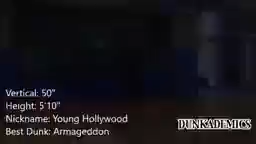 Vertical: 50"
Height: 5'10"
Nickname: Young Hollywood
Best Dunk: Armageddon
DUNKADEMICS